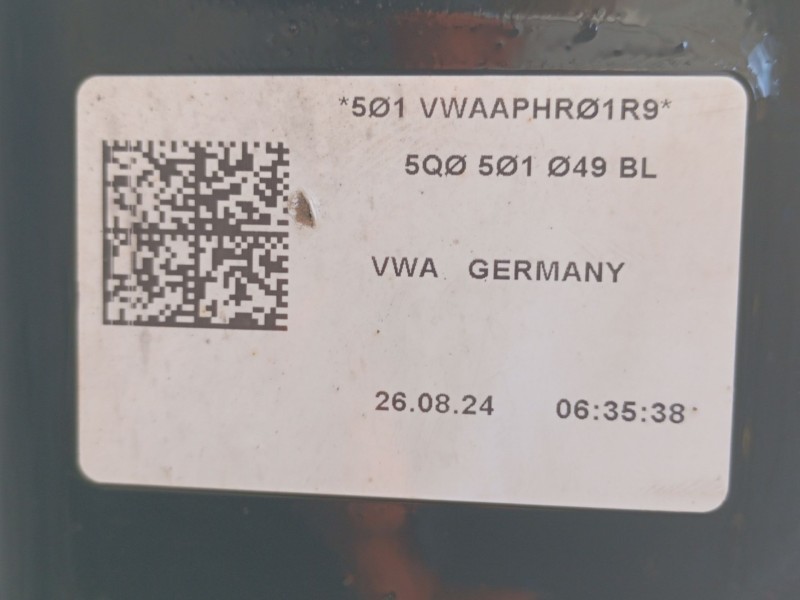 *5Ø1 VWAAPHRØ1R9*
5QØ 5Ø1 Ø49 BL
VWA GERMANY
26.08.24 06:35:38